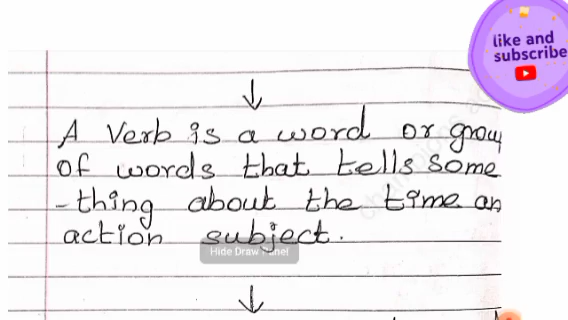 like and
subscribe
↓
A Verb is a word or grou
of words that tells some
-thing about the time an
action subject.
Hide Draw Panel
↓